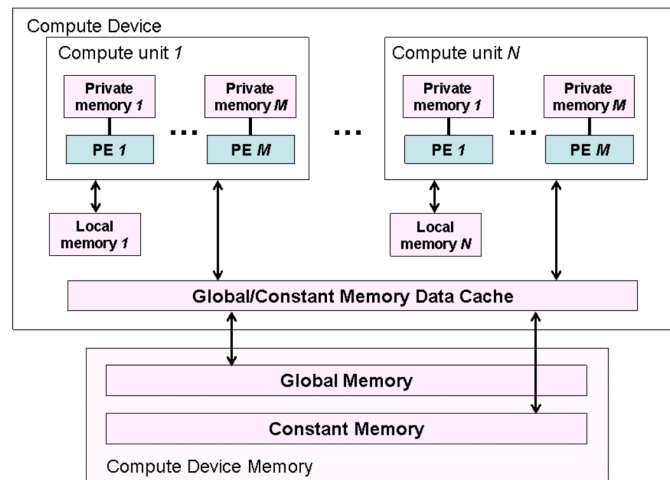 Compute Device
Compute unit 1
Compute unit N
Private
memory 1
Private
memory M
Private
memory 1
Private
memory M
...
...
...
PE 1
PE M
PE 1
PE M
Local
memory 1
Local
memory N
Global/Constant Memory Data Cache
Global Memory
Constant Memory
Compute Device Memory